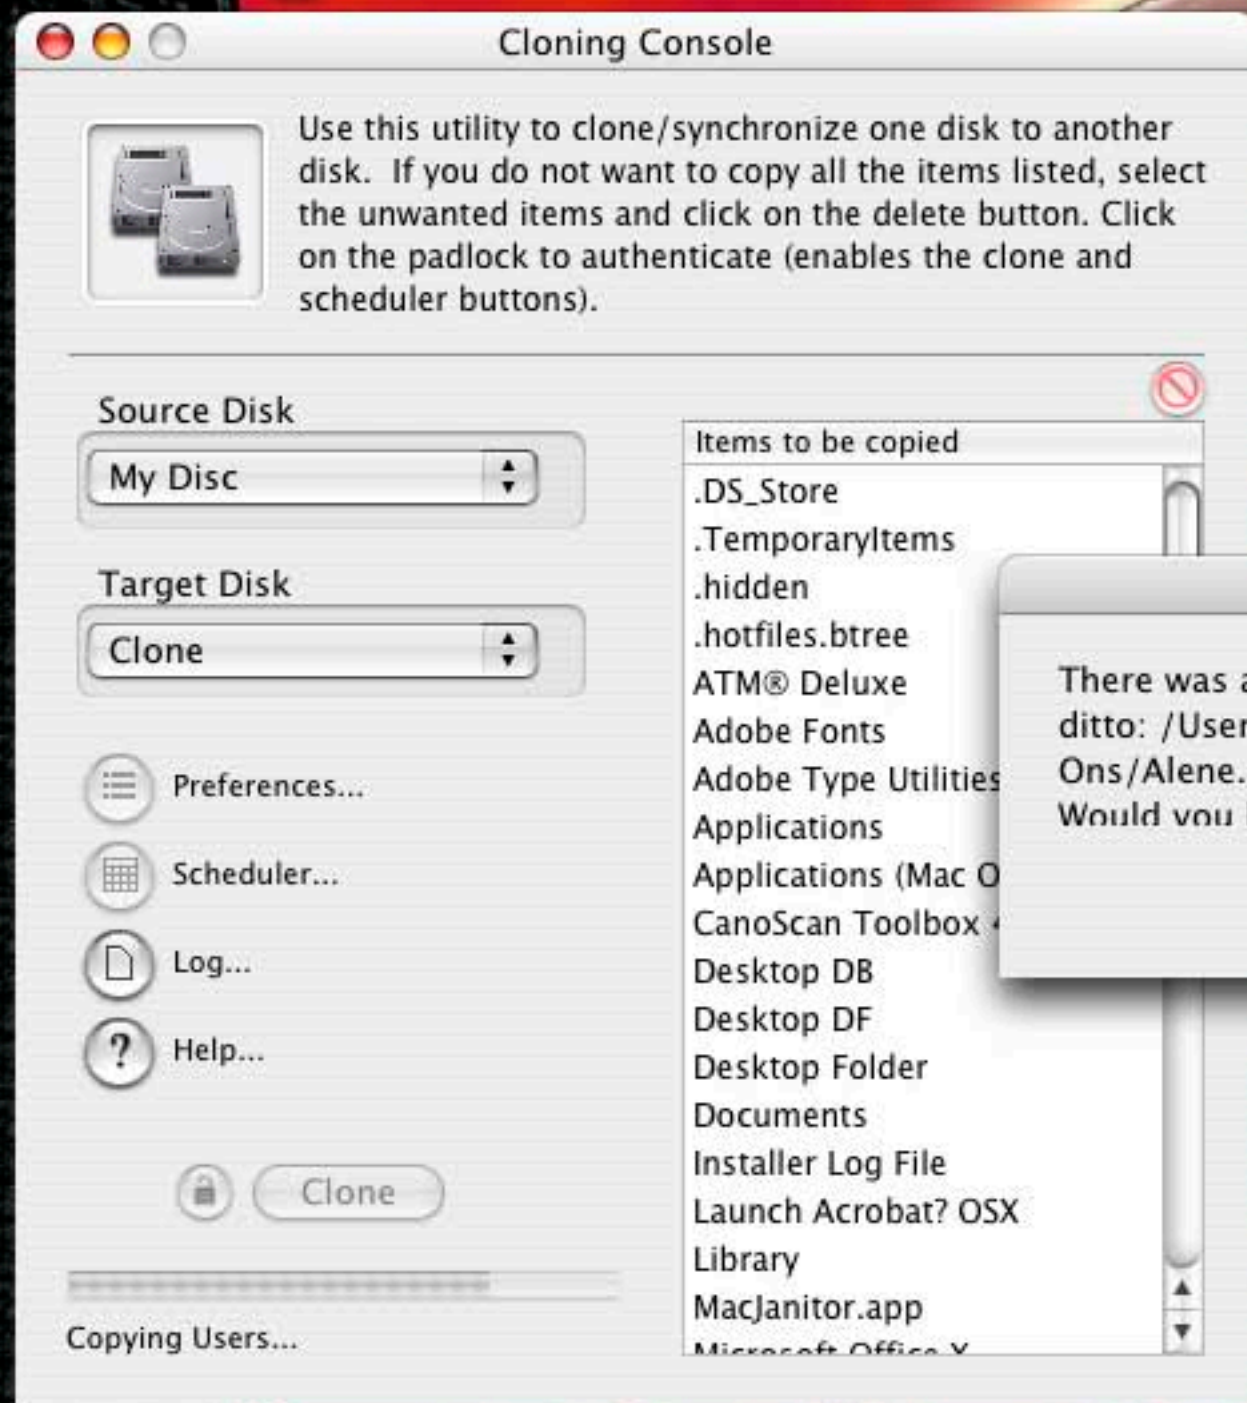 Cloning Console
Use this utility to clone/synchronize one disk to another
disk.  If you do not want to copy all the items listed, select
the unwanted items and click on the delete button. Click
on the padlock to authenticate (enables the clone and
scheduler buttons).
Source Disk
My Disc
Target Disk
Clone
Preferences...
Scheduler...
Log...
?
Help...
Clone
Copying Users...
Items to be copied
.DS_Store
.TemporaryItems
.hidden
.hotfiles.btree
ATM® Deluxe
Adobe Fonts
Adobe Type Utilities
Applications
Applications (Mac O
CanoScan Toolbox
Desktop DB
Desktop DF
Desktop Folder
Documents
Installer Log File
Launch Acrobat? OSX
Library
MacJanitor.app
Microsoft Office X
There was a
ditto: /User
Ons/Alene.
Would you